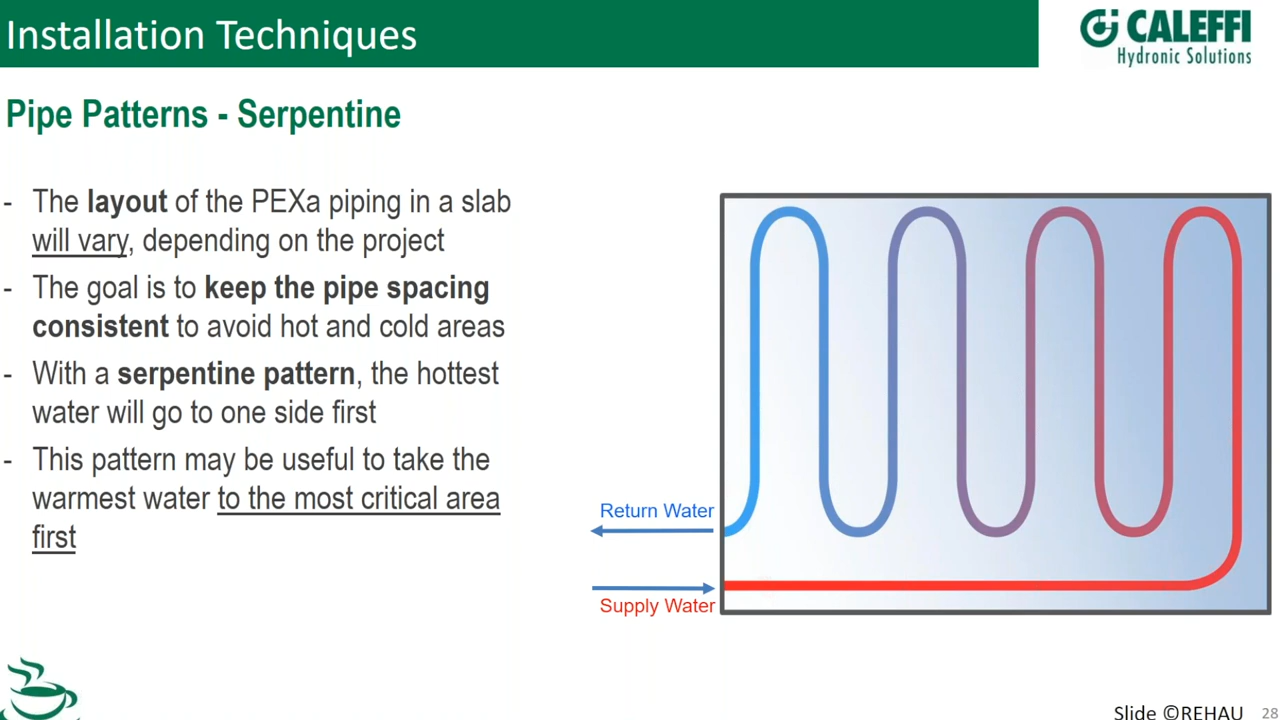 Installation Techniques
CALEFFI
Hydronic Solutions
Pipe Patterns - Serpentine
- The layout of the PEXa piping in a slab
will vary, depending on the project
- The goal is to keep the pipe spacing
consistent to avoid hot and cold areas
- With a serpentine pattern, the hottest
water will go to one side first
- This pattern may be useful to take the
warmest water to the most critical area
first
Return Water
Supply Water
Slide ©REHAU 28